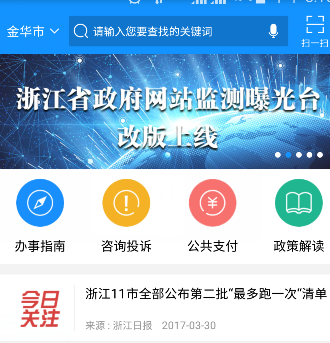 金华市
请输入您要查找的关键词
扫一扫
浙江省政府网站监测曝光台
改版上线
办事指南
咨询投诉
公共支付
政策解读
今日
关注
浙江11市全部公布第二批“最多跑一次”清单
来源：浙江日报 2017-03-30